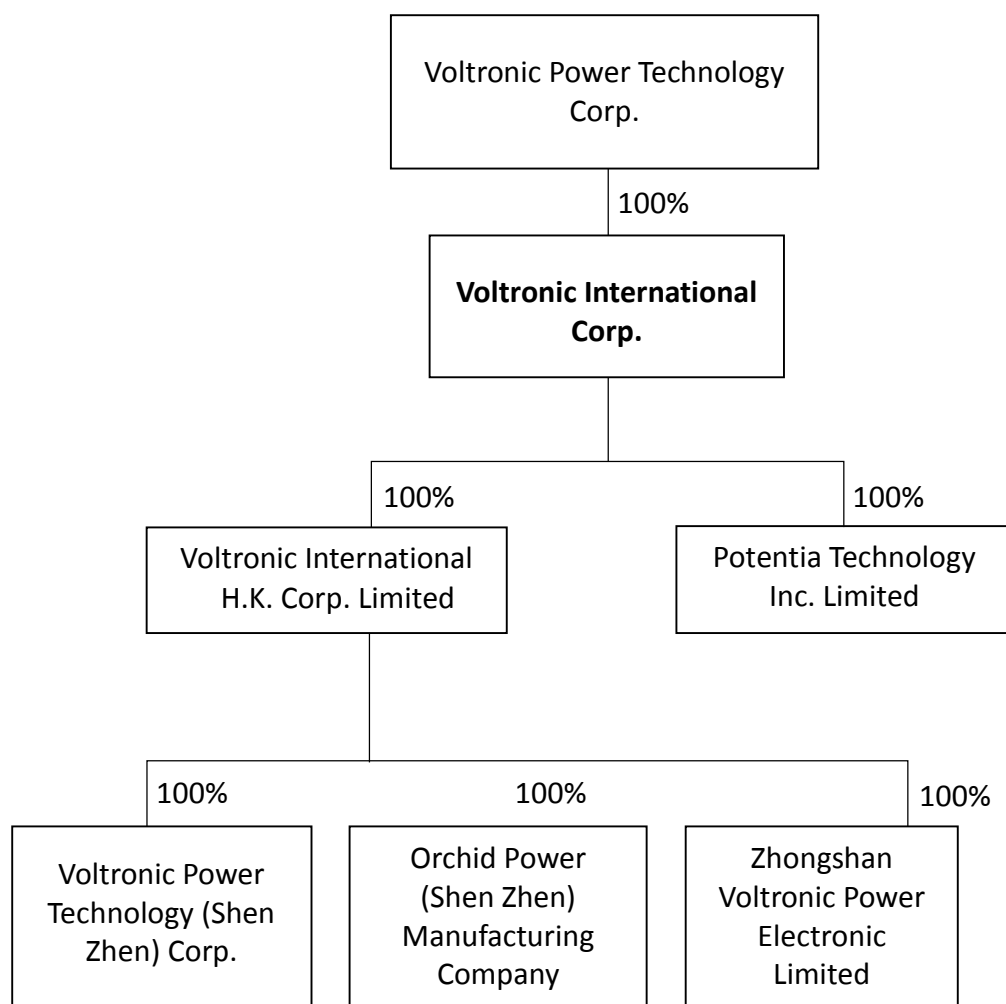 Voltronic Power Technology
Corp.
100%
Voltronic International
Corp.
100%
100%
Voltronic International
H.K. Corp. Limited
Potentia Technology
Inc. Limited
100%
100%
100%
Voltronic Power
Technology (Shen
Zhen) Corp.
Orchid Power
(Shen Zhen)
Manufacturing
Company
Zhongshan
Voltronic Power
Electronic
Limited